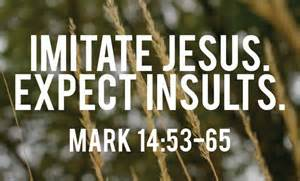 IMITATE JESUS.
EXPECT INSULTS.
MARK 14:53-65